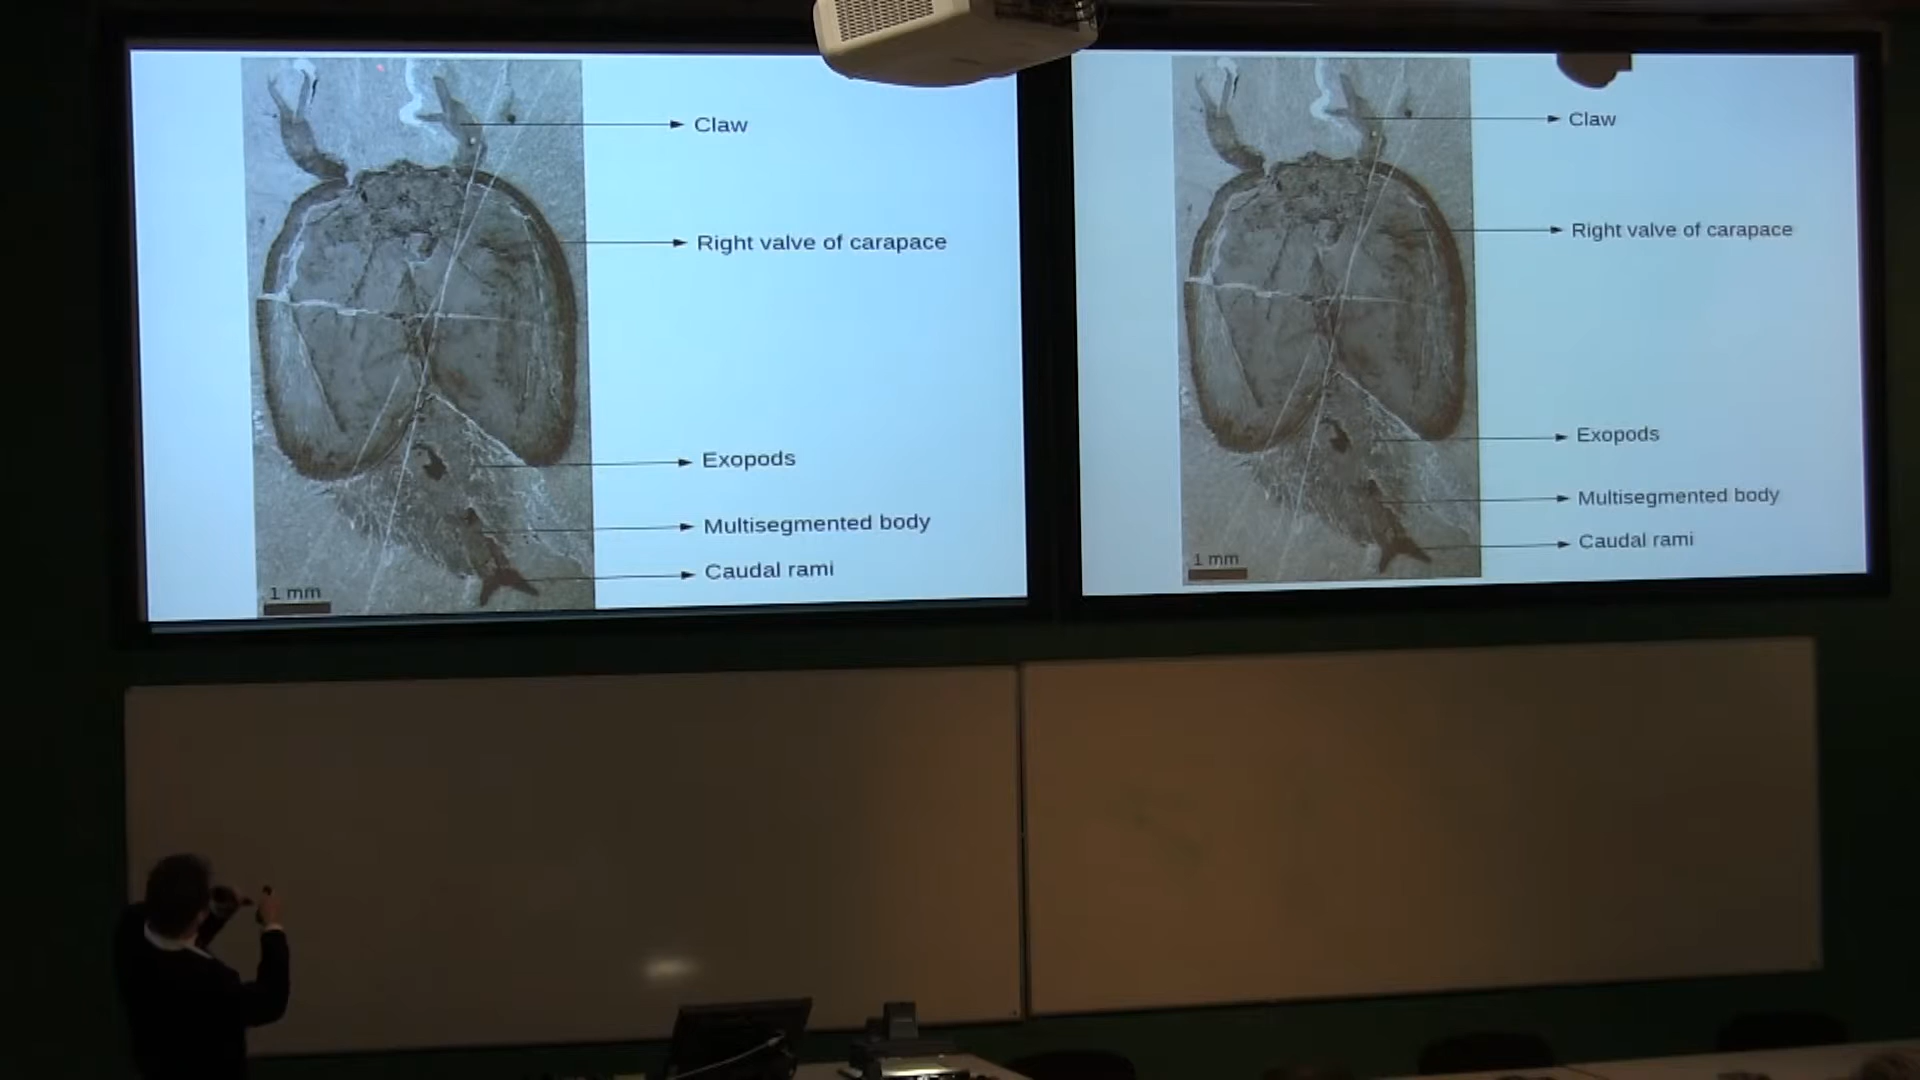 Claw
Right valve of carapace
Exopods
Multisegmented body
Caudal rami
1 mm
Claw
Right valve of carapace
Exopods
Multisegmented body
Caudal rami
1 mm